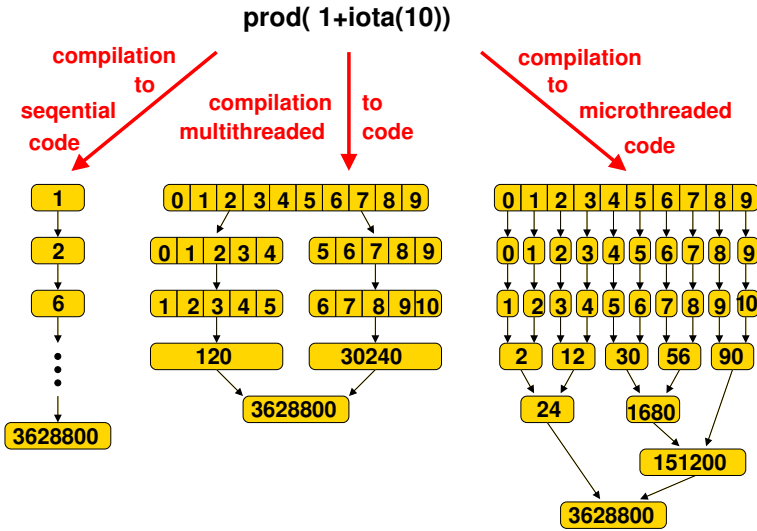 prod( 1+iota(10))
compilation
to
seqential
code
compilation to
multithreaded code
compilation
to
microthreaded
code
1
2
6
3628800
0 1 2 3 4 5 6 7 8 9
0 1 2 3 4
5 6 7 8 9
1 2 3 4 5
6 7 8 9 10
120
30240
3628800
0 1 2 3 4 5 6 7 8 9
0 1 2 3 4 5 6 7 8 9
1 2 3 4 5 6 7 8 9 10
2 12 30 56 90
24
1680
151200
3628800